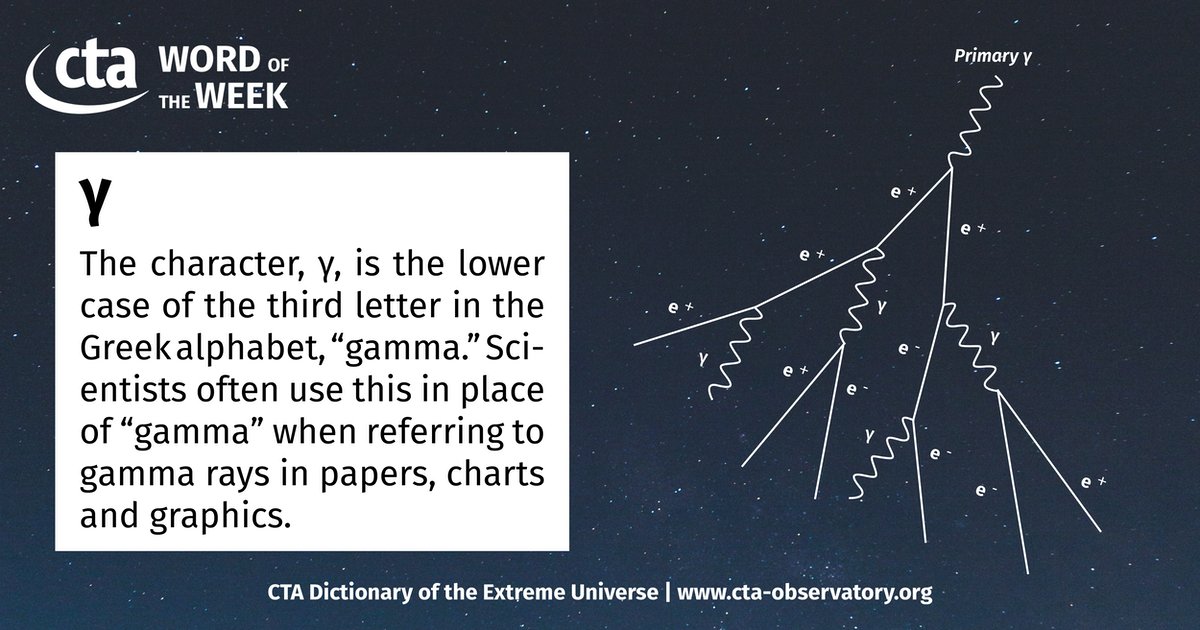 cta WORD OF
THE WEEK
γ
The character, γ, is the lower
case of the third letter in the
Greek alphabet, “gamma.” Sci-
entists often use this in place
of “gamma” when referring to
gamma rays in papers, charts
and graphics.
Primary γ
e +
e +
e +
e +
γ
γ
γ
e -
e +
e -
γ
e -
e -
e +
CTA Dictionary of the Extreme Universe | www.cta-observatory.org